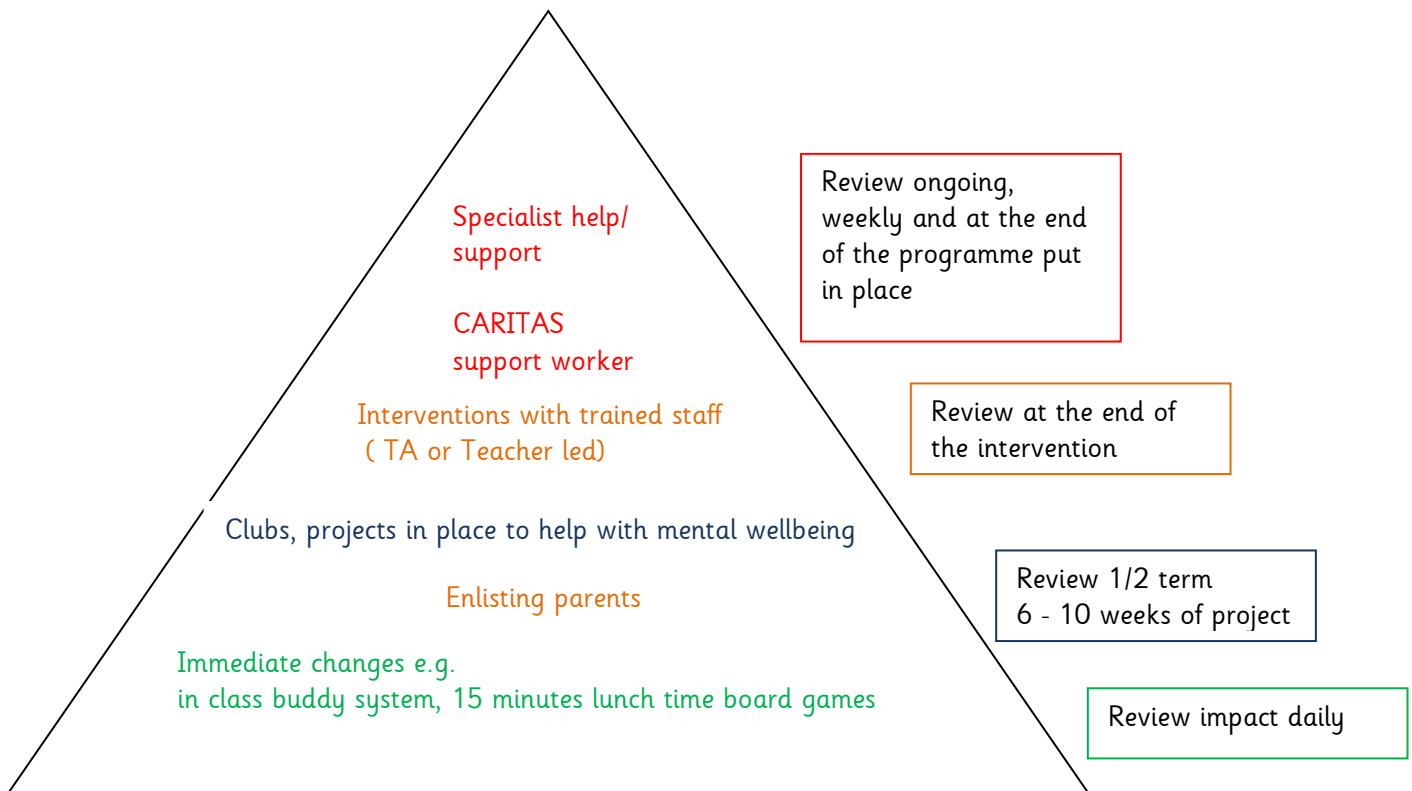 Specialist help/
support
CARITAS
support worker
Interventions with trained staff
( TA or Teacher led)
Clubs, projects in place to help with mental wellbeing
Enlisting parents
Immediate changes e.g.
in class buddy system, 15 minutes lunch time board games
Review ongoing,
weekly and at the end
of the programme put
in place
Review at the end of
the intervention
Review 1/2 term
6 - 10 weeks of project
Review impact daily